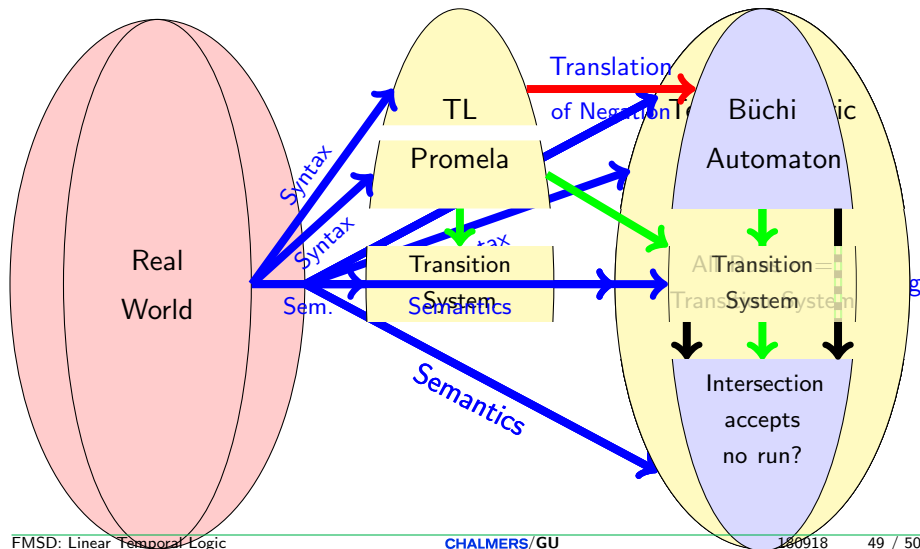 Real
World
Syntax
Syntax
Sem.
Semantics
Semantics
TL
Promela
Transition
System
Translation
of Negation
Büchi
Automaton
Transition
System
Intersection
accepts
no run?
FMSD: Linear Temporal Logic
CHALMERS/GU
180918
49 / 50